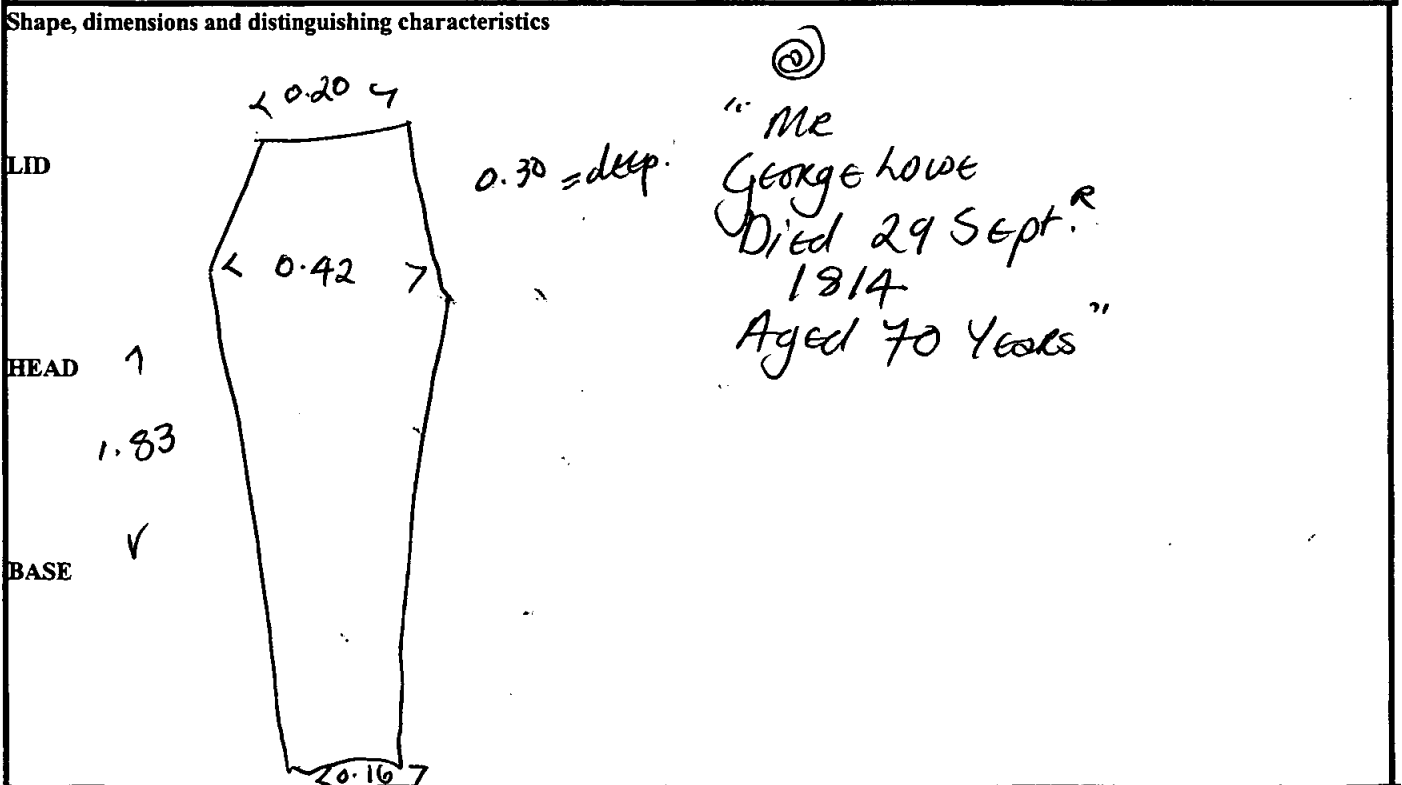 Shape, dimensions and distinguishing characteristics
< 0.20 >
LID
0.30 = deep.
"MR
GEORGE LOWE
Died 29 Sept.R
1814
Aged 70 Years"
< 0.42 >
HEAD
1.83
BASE
<0.16>